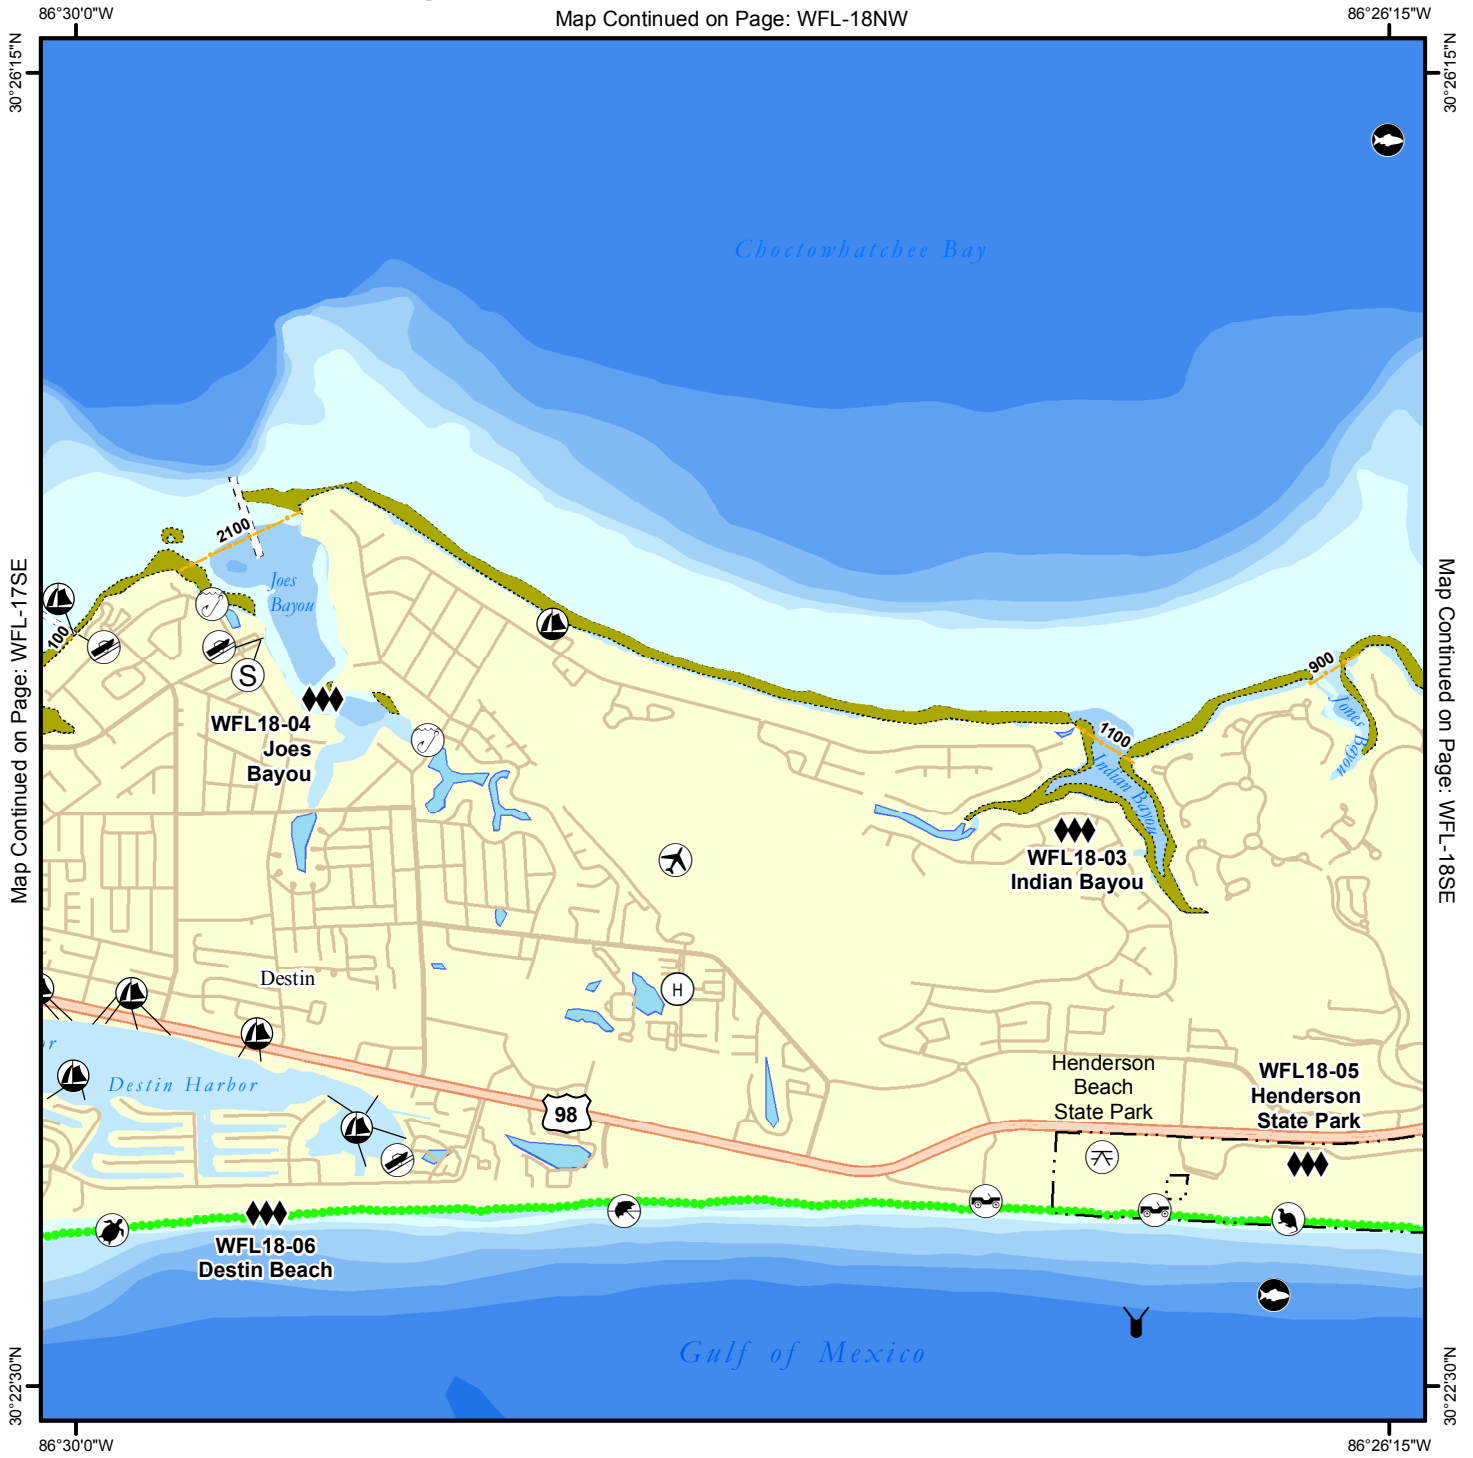 86°30'0"W
Map Continued on Page: WFL-18NW
86°26'15"W
30°26'15"N
30°26'15"N
Choctowhatchee Bay
2100
Joes
Bayou
Map Continued on Page: WFL-17SE
Map Continued on Page: WFL-18SE
100
S
900
Jones Bayou
WFL18-04
Joes
Bayou
1100
Indian Bayou
WFL18-03
Indian Bayou
Destin
H
or
Destin Harbor
98
Henderson
Beach
State Park
WFL18-05
Henderson
State Park
WFL18-06
Destin Beach
Gulf of Mexico
30°22'30"N
30°22'30"N
86°30'0"W
86°26'15"W